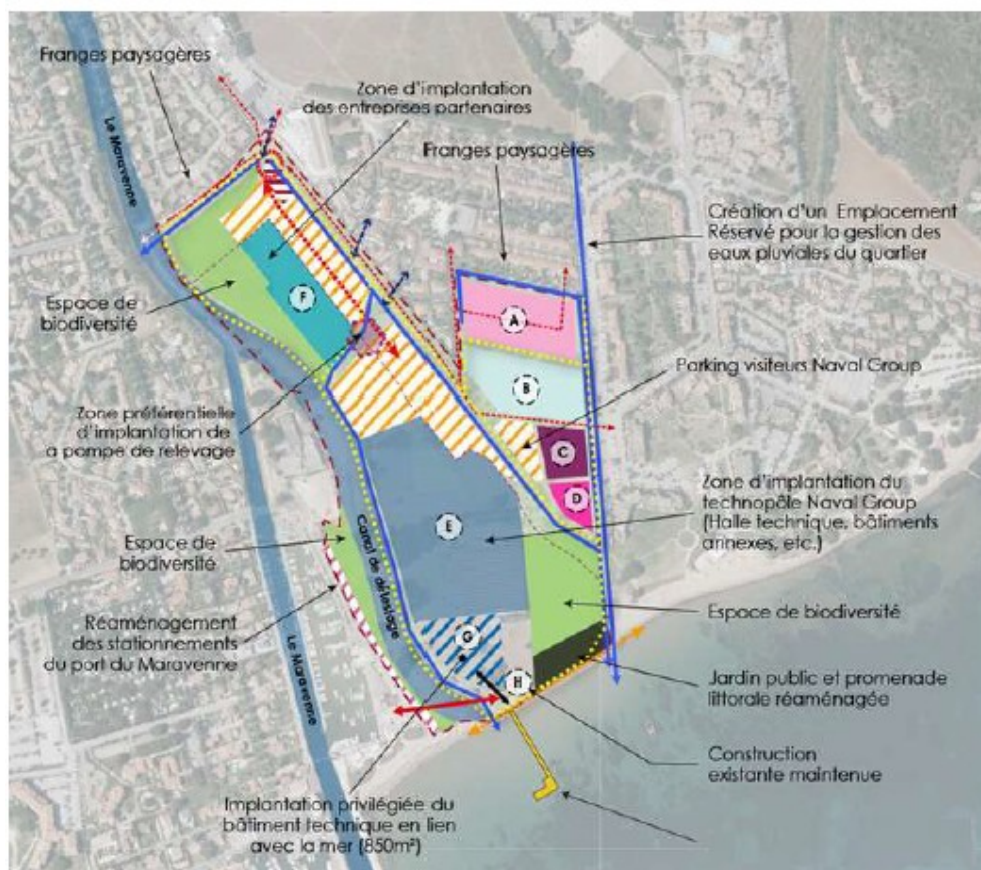 Franges paysagères
Zone d'implantation
des entreprises partenaires
Le Maravenne
Franges paysagères
Création d'un Emplacement
Réservé pour la gestion des
eaux pluviales du quartier
Espace de
biodiversité
F
A
B
Parking visiteurs Naval Group
Zone préférentielle
d'implantation de
a pompe de relevage
C
D
Zone d'implantation du
technopôle Naval Group
(Halle technique, bâtiments
annexes, etc.)
E
Espace de
biodiversité
Canal de délestage
Espace de biodiversité
Réaménagement
des stationnements
du port du Maravenne
Le Maravenne
G
H
Jardin public et promenade
littorale réaménagée
Construction
existante maintenue
Implantation privilégiée du
bâtiment technique en lien
avec la mer (850m²)